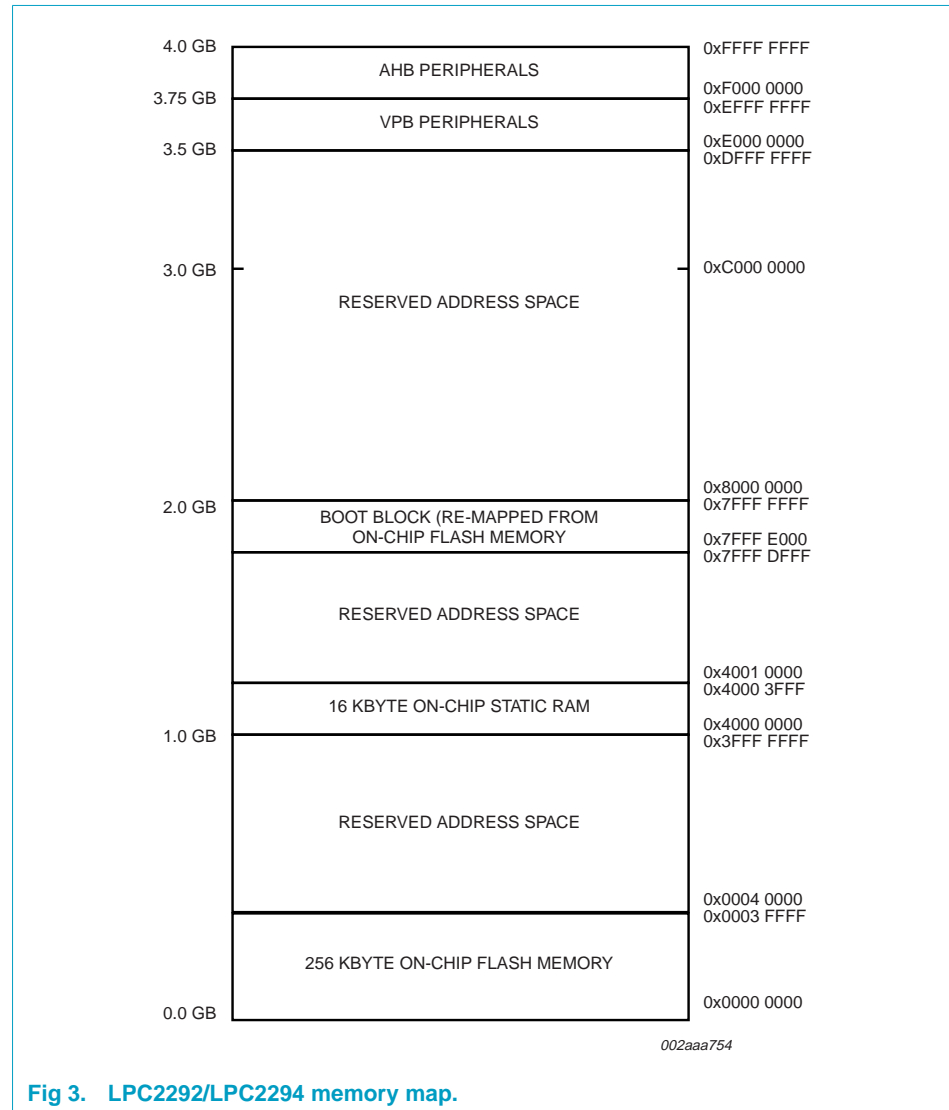 4.0 GB
0xFFFF FFFF
AHB PERIPHERALS
0xF000 0000
3.75 GB
0xEFFF FFFF
VPB PERIPHERALS
0xE000 0000
3.5 GB
0xDFFF FFFF
3.0 GB
0xC000 0000
RESERVED ADDRESS SPACE
0x8000 0000
2.0 GB
0x7FFF FFFF
BOOT BLOCK (RE-MAPPED FROM
ON-CHIP FLASH MEMORY
0x7FFF E000
0x7FFF DFFF
RESERVED ADDRESS SPACE
0x4001 0000
0x4000 3FFF
16 KBYTE ON-CHIP STATIC RAM
0x4000 0000
1.0 GB
0x3FFF FFFF
RESERVED ADDRESS SPACE
0x0004 0000
0x0003 FFFF
256 KBYTE ON-CHIP FLASH MEMORY
0x0000 0000
0.0 GB
002aaa754
Fig 3. LPC2292/LPC2294 memory map.